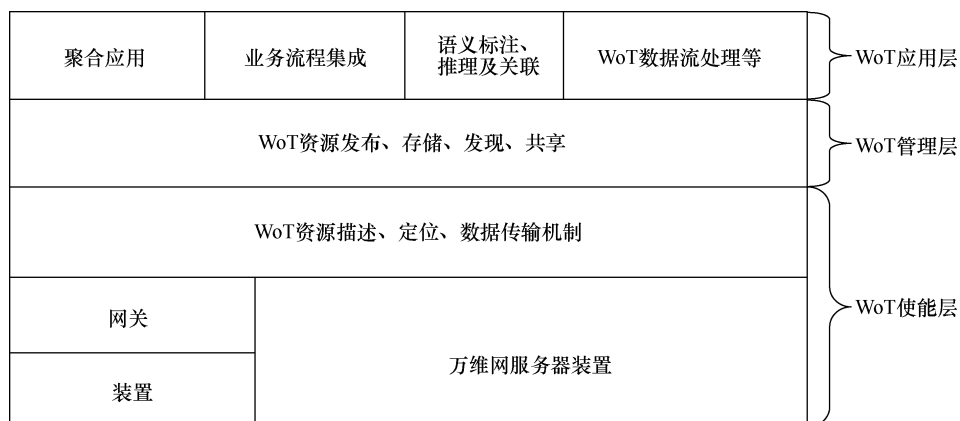 聚合应用
业务流程集成
语义标注、
推理及关联
WoT数据流处理等
WoT应用层
WoT资源发布、存储、发现、共享
WoT管理层
WoT资源描述、定位、数据传输机制
网关
WoT使能层
万维网服务器装置
装置